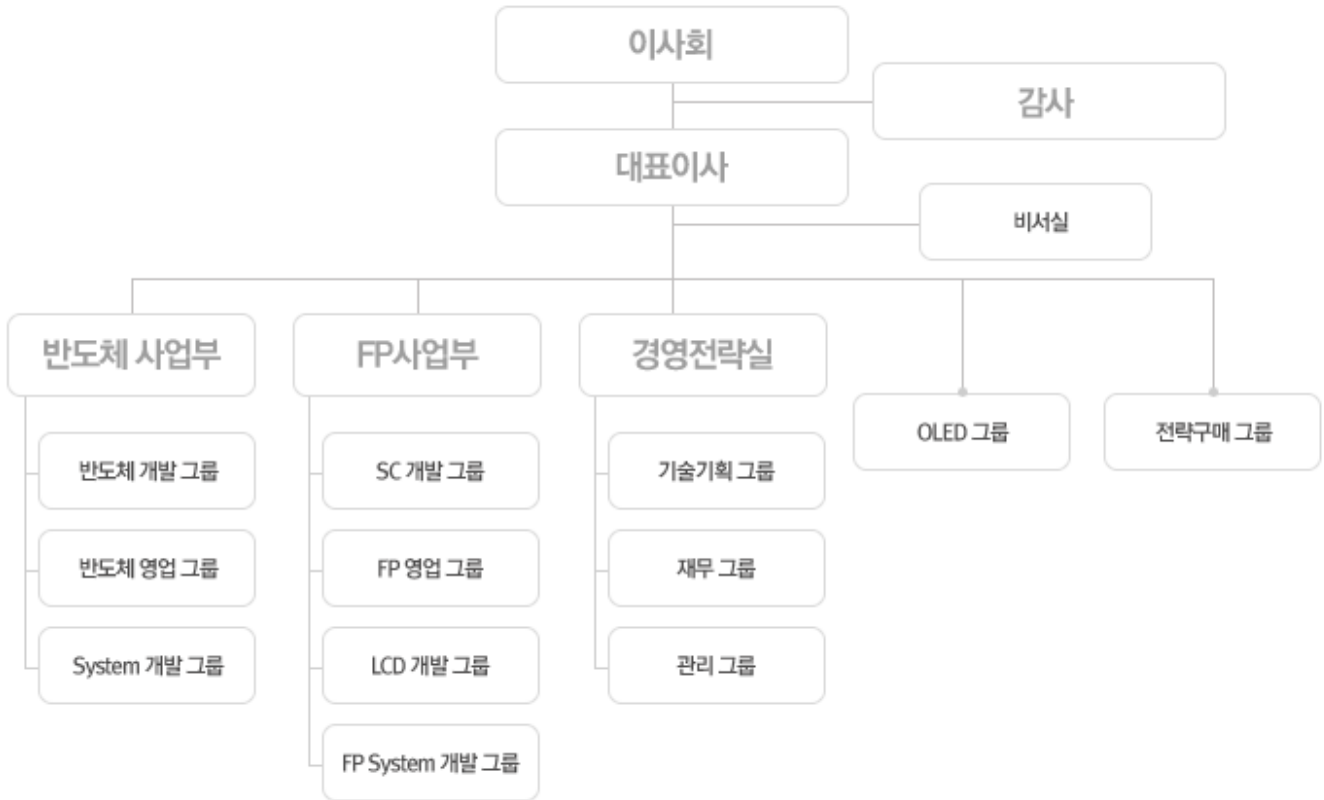 이사회
감사
대표이사
비서실
반도체 사업부
FP사업부
경영전략실
OLED 그룹
전략구매 그룹
반도체 개발 그룹
SC 개발 그룹
기술기획 그룹
반도체 영업 그룹
FP 영업 그룹
재무 그룹
System 개발 그룹
LCD 개발 그룹
관리 그룹
FP System 개발 그룹